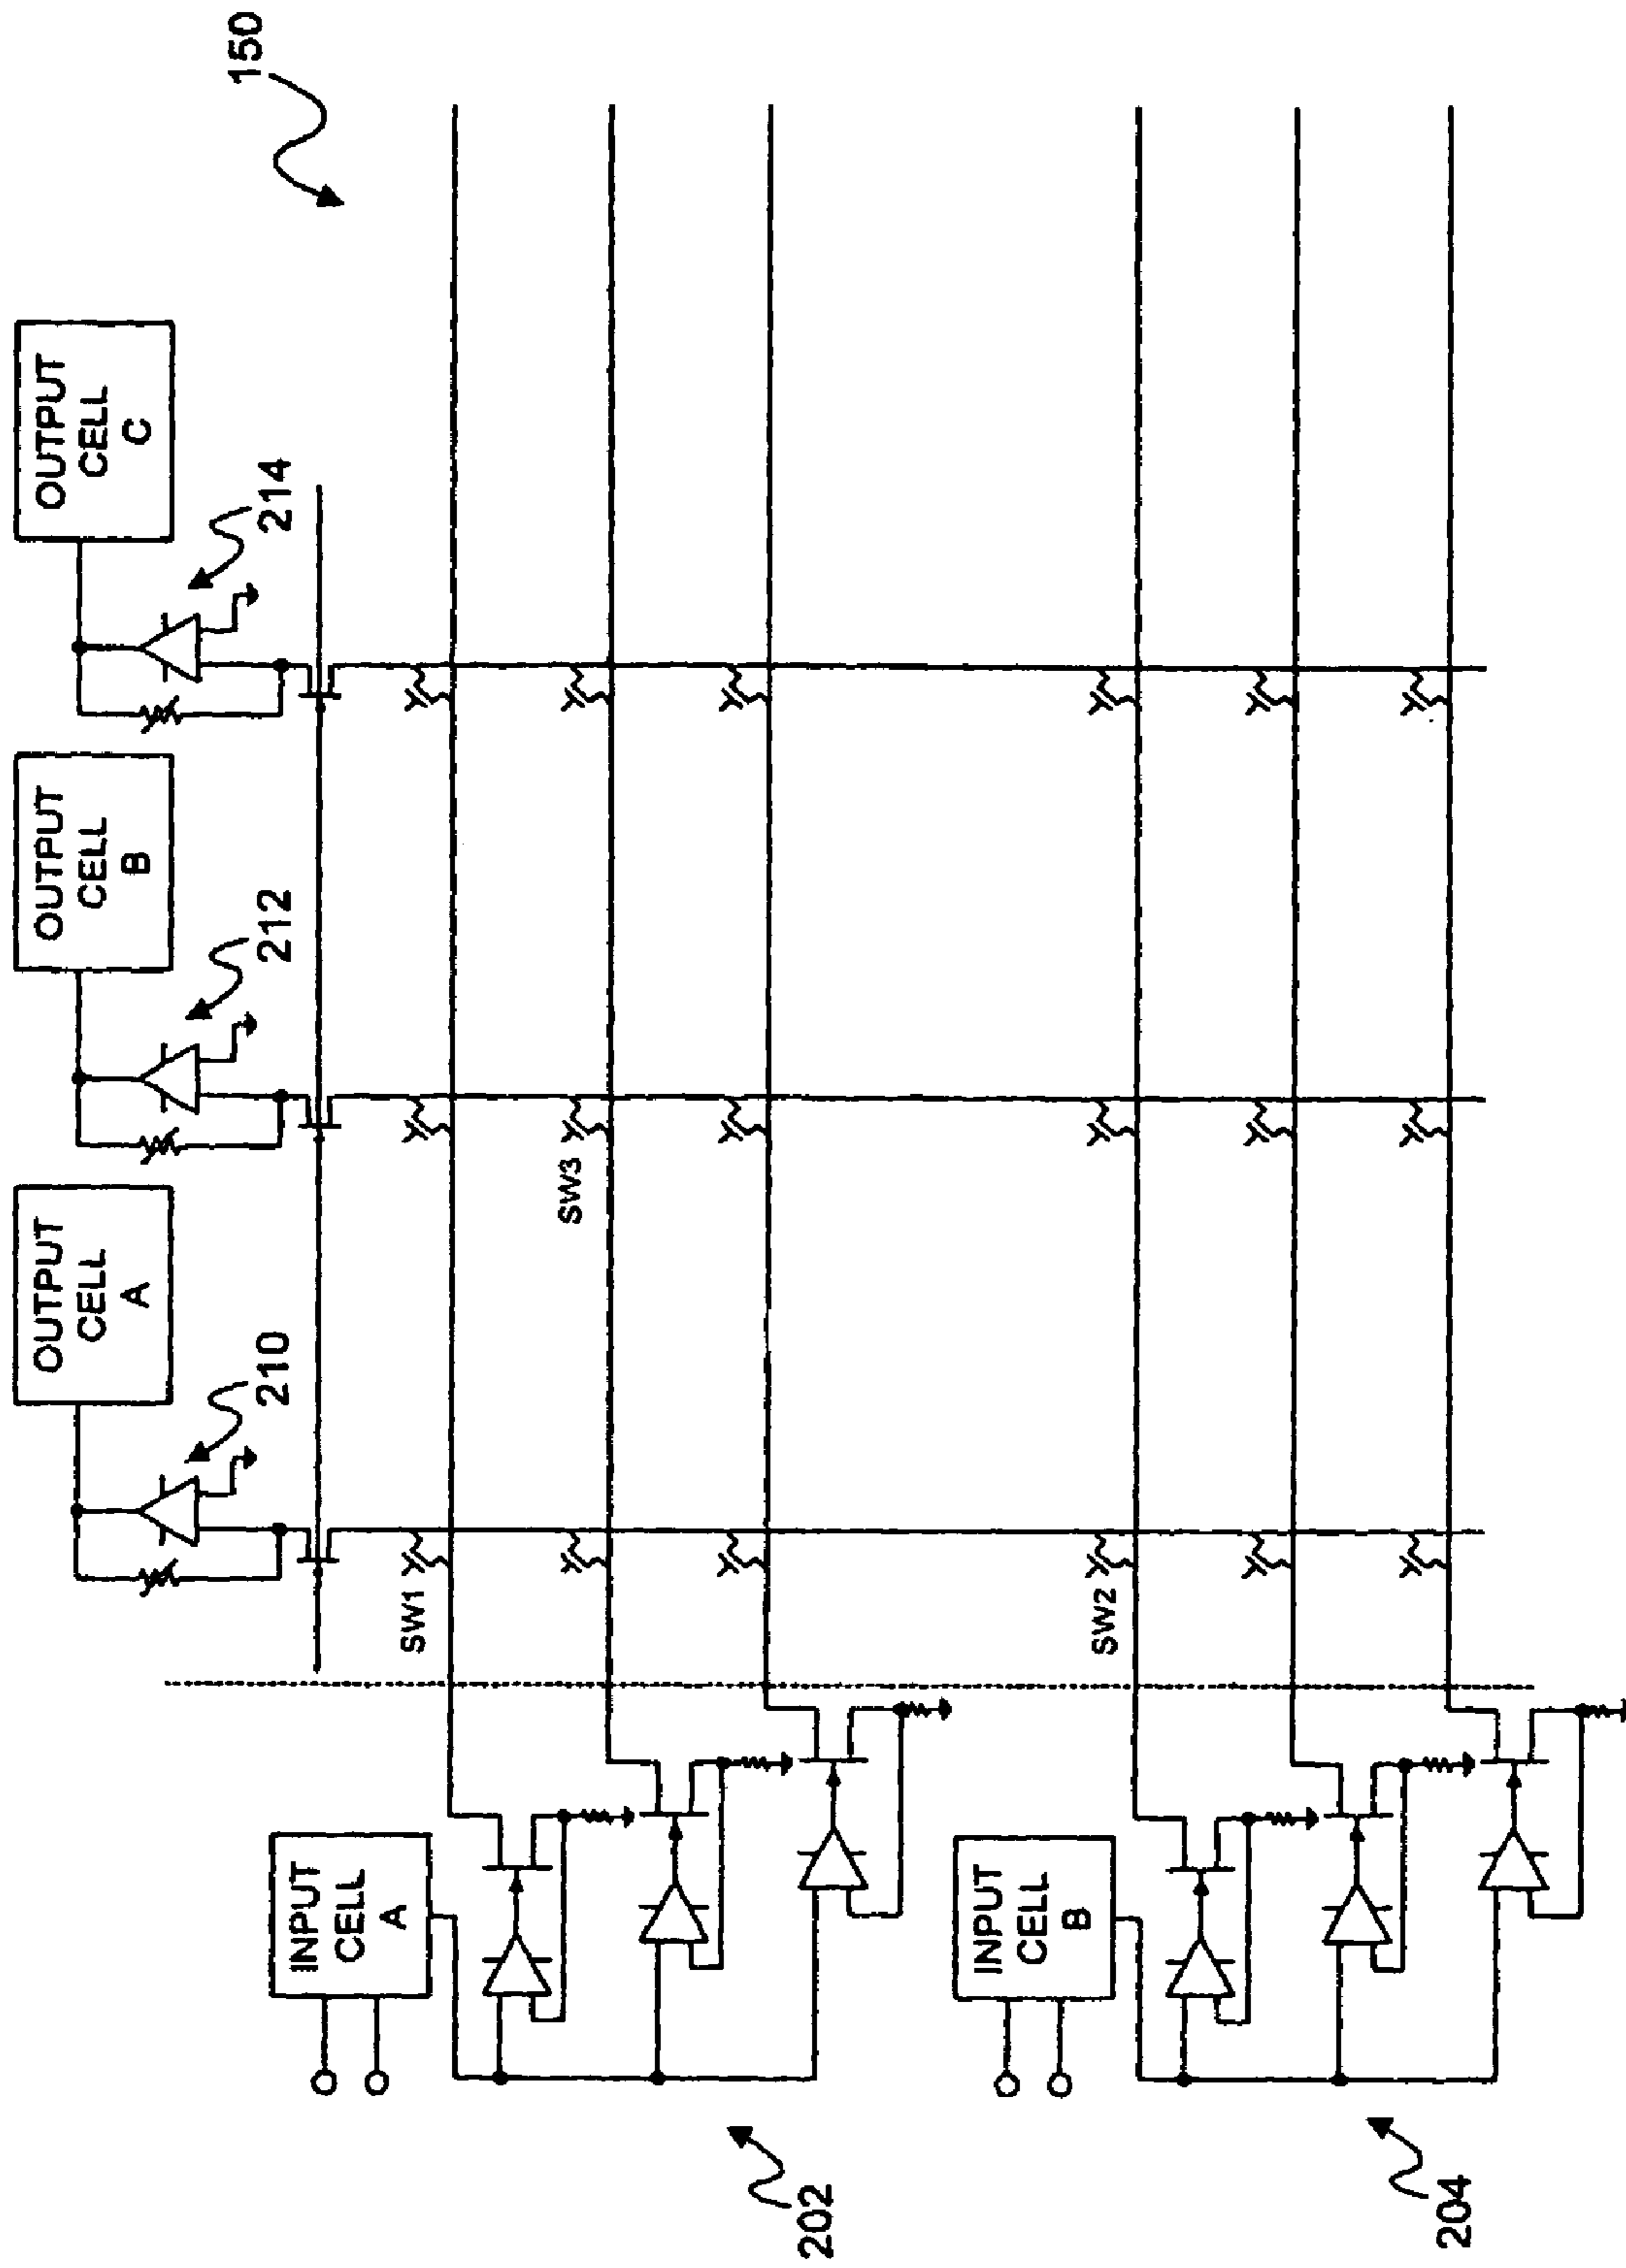 150
OUTPUT
CELL
A
210
OUTPUT
CELL
B
212
OUTPUT
CELL
C
214
INPUT
CELL
A
SW1
SW3
202
INPUT
CELL
B
SW2
204